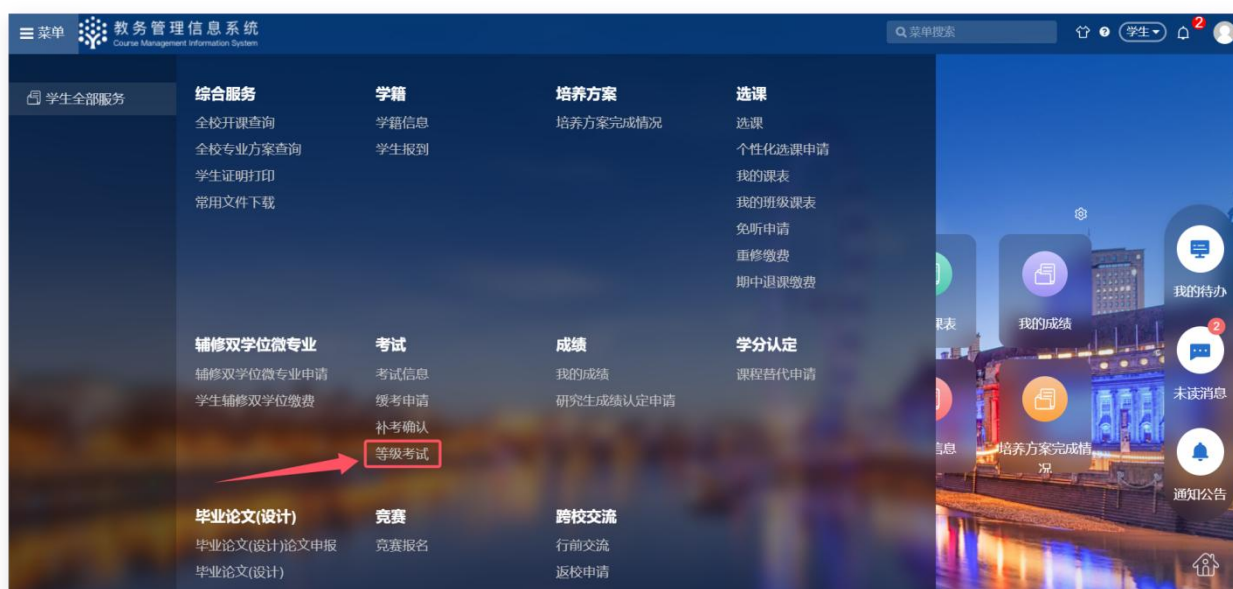 菜单
教务管理信息系统
Course Management Information System
菜单搜索
学生
2
学生全部服务
综合服务
全校开课查询
全校专业方案查询
学生证明打印
常用文件下载
学籍
学籍信息
学生报到
培养方案
培养方案完成情况
选课
选课
个性化选课申请
我的课表
我的班级课表
免听申请
重修缴费
期中退课缴费
辅修双学位微专业
辅修双学位微专业申请
学生辅修双学位缴费
考试
考试信息
缓考申请
补考确认
等级考试
成绩
我的成绩
研究生成绩认定申请
学分认定
课程替代申请
毕业论文(设计)
毕业论文(设计)论文申报
毕业论文(设计)
竞赛
竞赛报名
跨校交流
行前交流
返校申请
课表
我的成绩
信息
培养方案完成情
况
我的待办
2
未读消息
通知公告